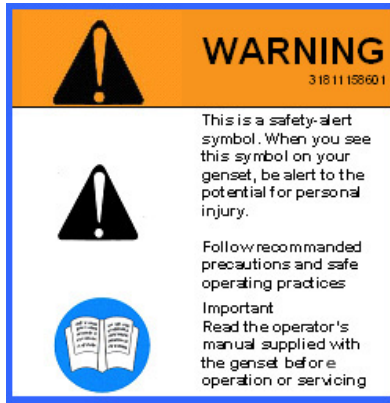 WARNING
31811158601
This is a safety-alert
symbol. When you see
this symbol on your
genset, be alert to the
potential for personal
injury.
Follow recommanded
precautions and safe
operating practices
Important
Read the operator's
manual supplied with
the genset before
operation or servicing